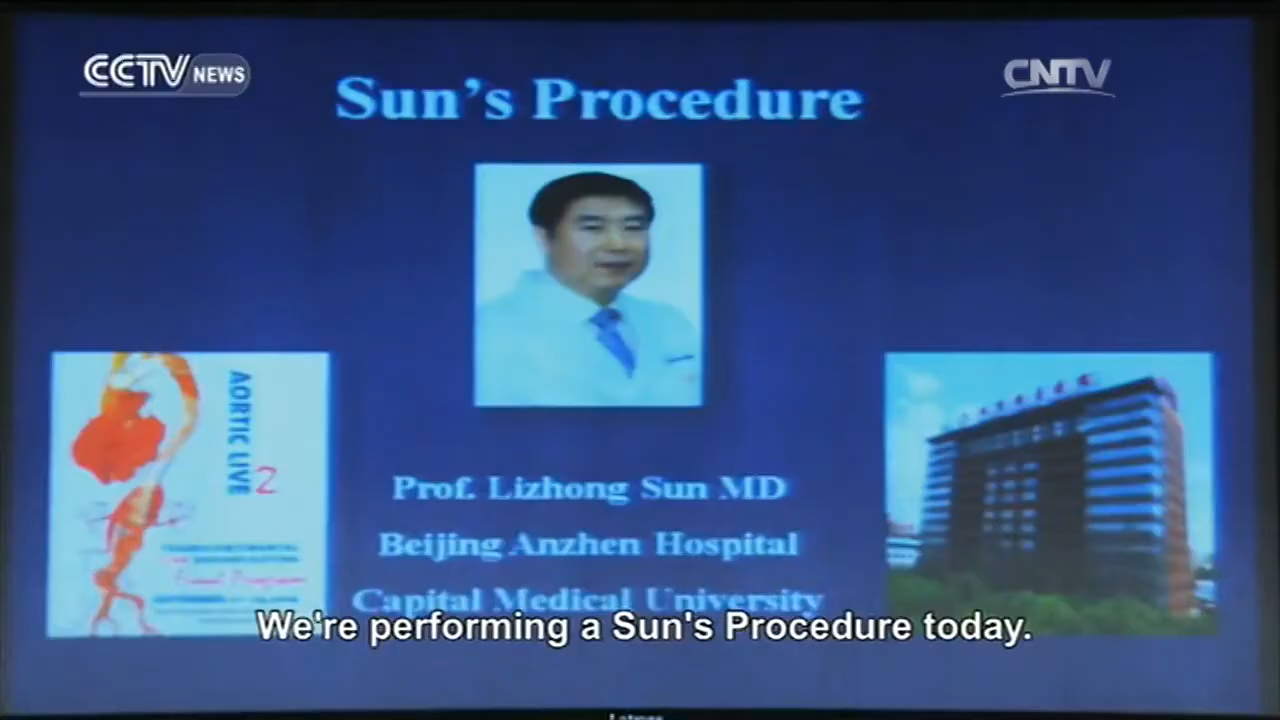 CCTV NEWS
CNTV
Sun's Procedure
AORTIC LIVE 2
Prof. Lizhong Sun MD
Beijing Anzhen Hospital
Capital Medical University
We're performing a Sun's Procedure today.